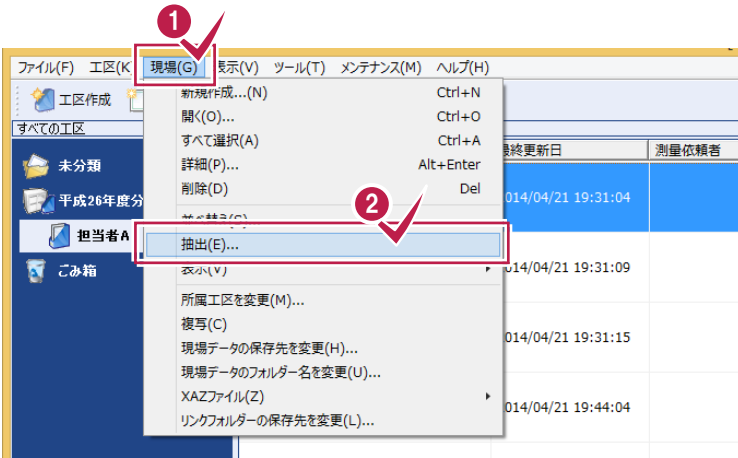 1
ファイル(F) 工区(K 現場(G) 表示(V) ツール(T) メンテナンス(M) ヘルプ(H)
工区作成
すべての工区
未分類
平成26年度分
担当者A
ごみ箱
新規作成...(N) Ctrl+N
開く(O)... Ctrl+O
すべて選択(A) Ctrl+A
詳細(P)... Alt+Enter
削除(D) Del
2
並べ替え(S)...
抽出(E)...
表示(V)
所属工区を変更(M)...
複写(C)
現場データの保存先を変更(H)...
現場データのフォルダー名を変更(U)...
XAZファイル(Z)
リンクフォルダーの保存先を変更(L)...
最終更新日 測量依頼者
2014/04/21 19:31:04
2014/04/21 19:31:09
2014/04/21 19:31:15
2014/04/21 19:44:04